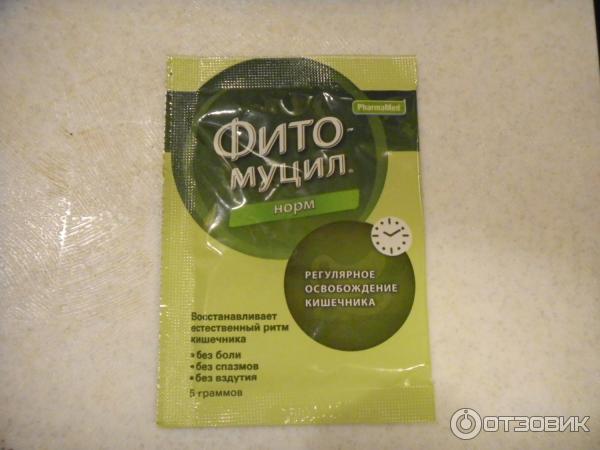 PharmaMed
ФИТО-
МУЦИЛ
норм
РЕГУЛЯРНОЕ
ОСВОБОЖДЕНИЕ
КИШЕЧНИКА
Восстанавливает
естественный ритм
кишечника
•без боли
•без спазмов
•без вздутия
5 граммов
ОТЗОВИК